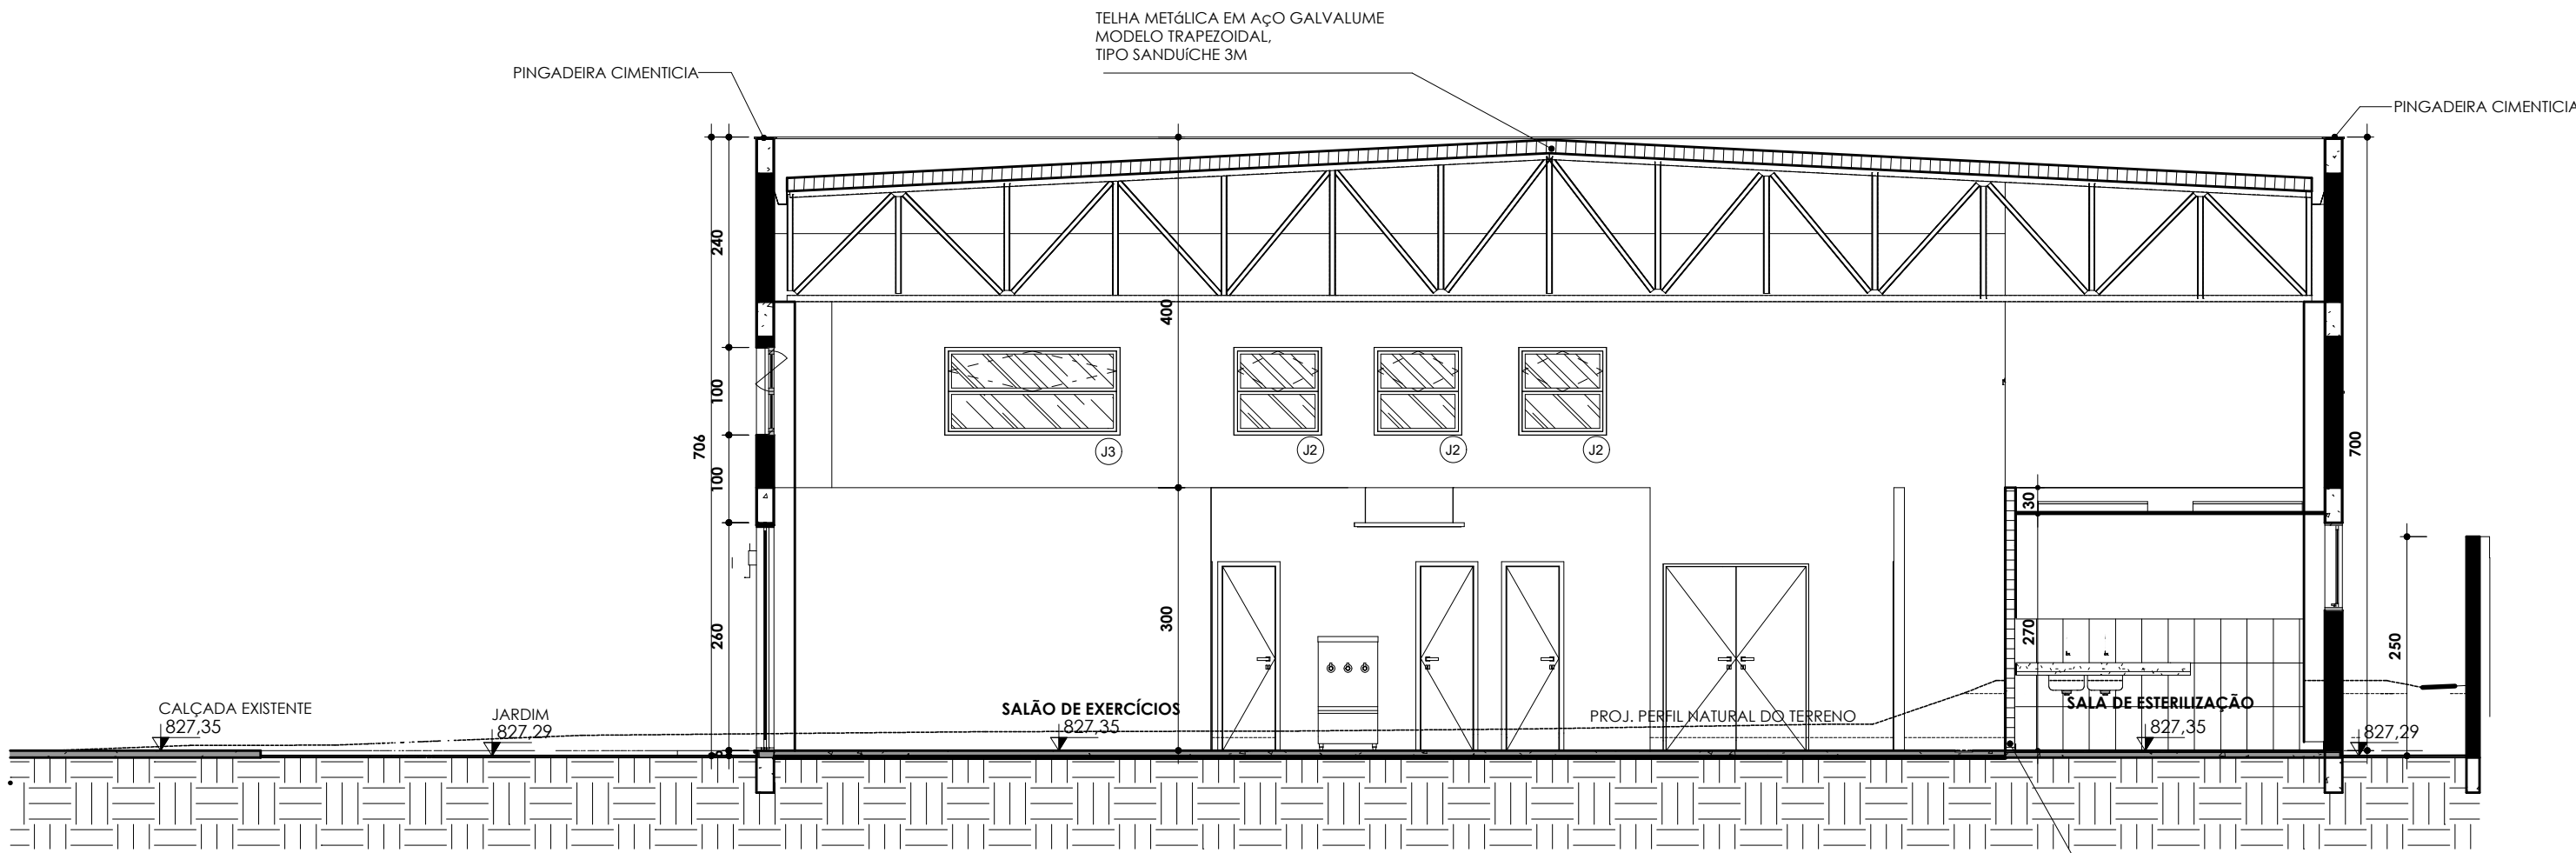 TELHA METáLICA EM AçO GALVALUME
MODELO TRAPEZOIDAL,
TIPO SANDUíCHE 3M
PINGADEIRA CIMENTICIA
PINGADEIRA CIMENTICIA
240
400
100
706
100
260
300
J3
J2
J2
J2
700
30
270
250
CALÇADA EXISTENTE
827,35
JARDIM
827,29
SALÃO DE EXERCÍCIOS
827,35
PROJ. PERFIL NATURAL DO TERRENO
SALA DE ESTERILIZAÇÃO
827,35
827,29